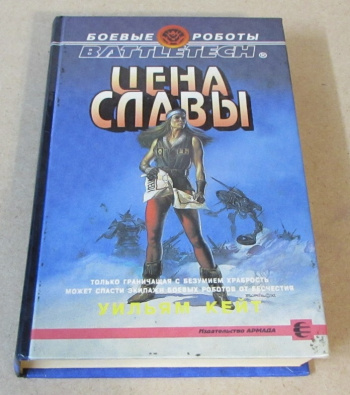 БОЕВЫЕ РОБОТЫ
BATTLETECH®
ЦЕНА
СЛАВЫ
ТОЛЬКО ГРАНИЧАЩАЯ С БЕЗУМИЕМ ХРАБРОСТЬ
МОЖЕТ СПАСТИ ЭКИПАЖИ БОЕВЫХ РОБОТОВ ОТ БЕСЧЕСТИЯ
УИЛЬЯМ КЕЙТ
Издательство АРМАДА